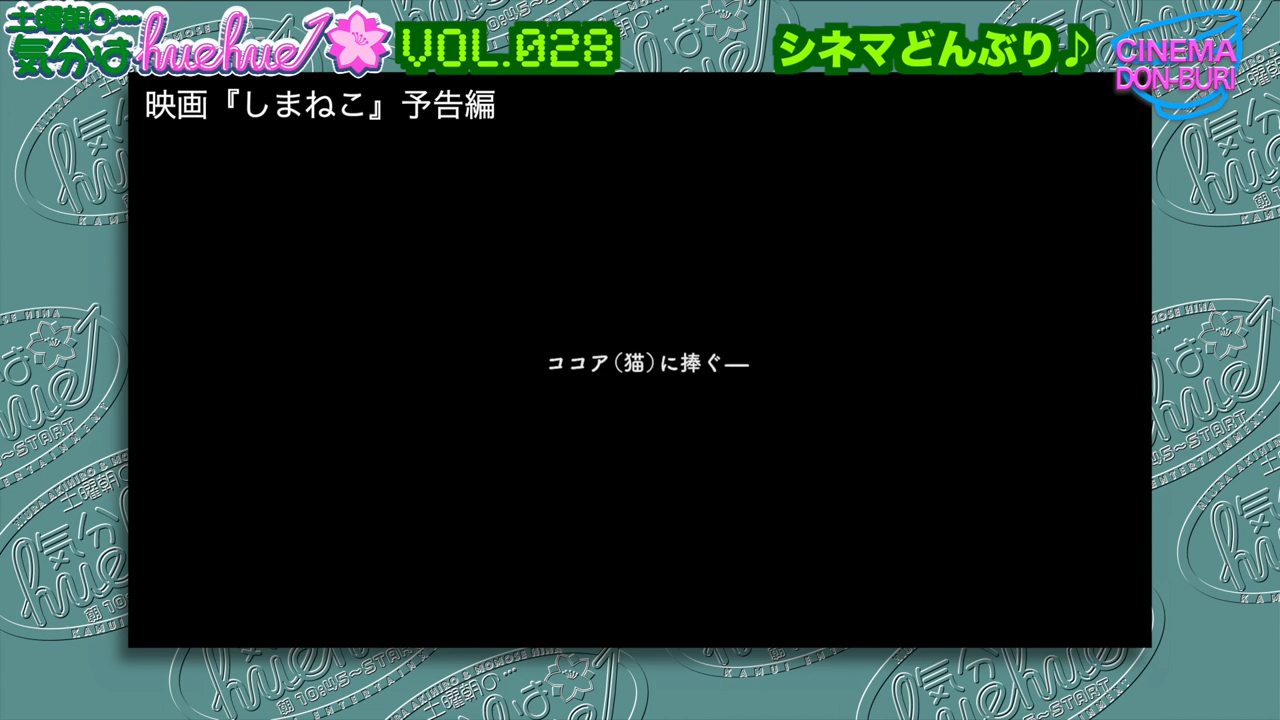 土曜朝の…
気分はhuehue
VOL.028
シネマどんぶり♪
CINEMA
DON-BURI
映画『しまねこ』予告編
ココア（猫）に捧ぐ―